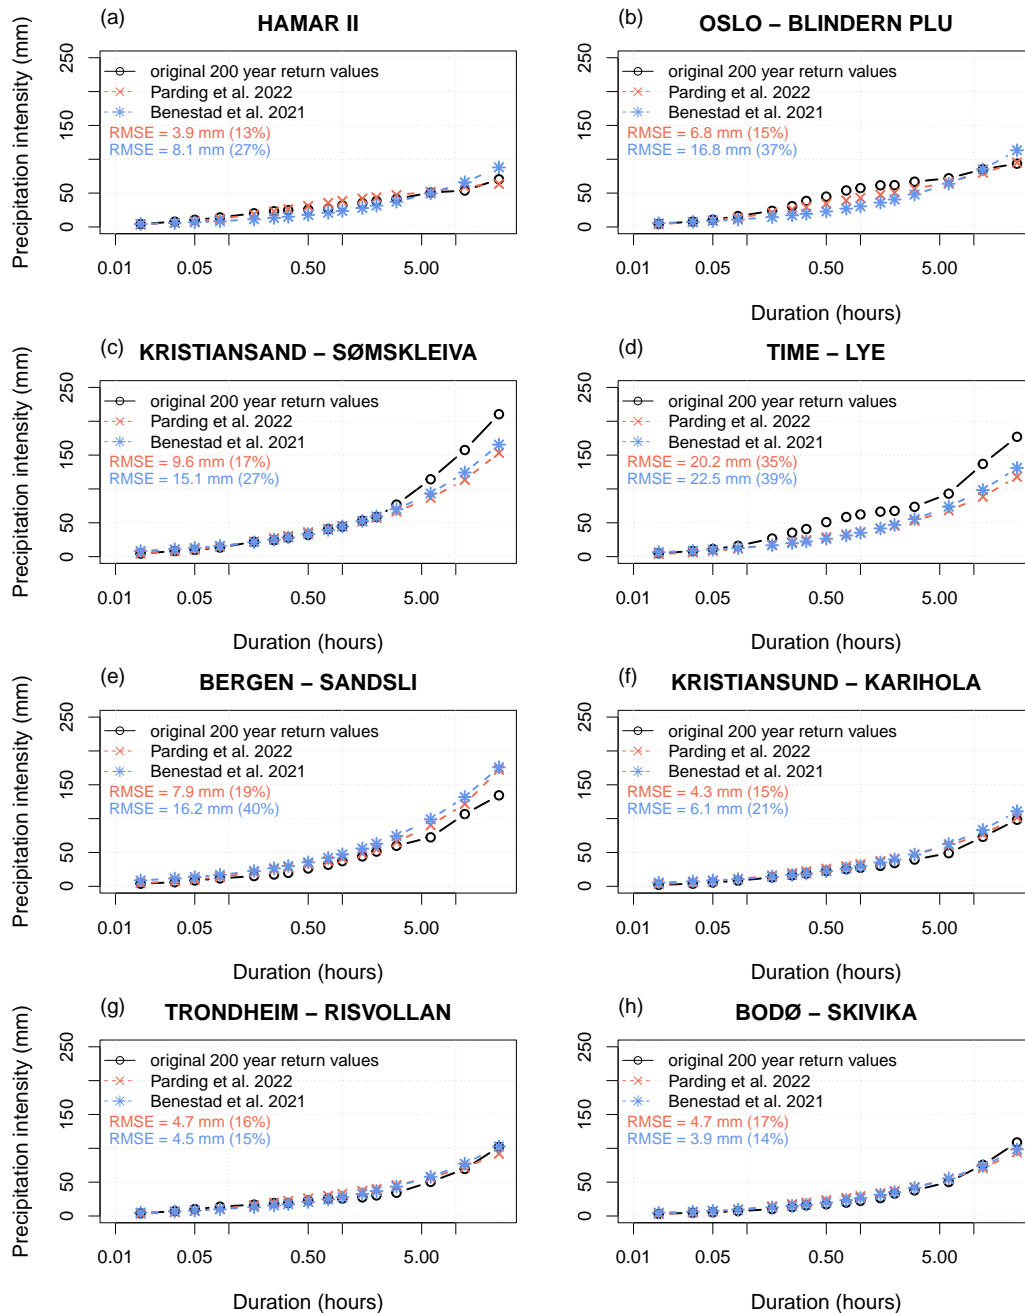 (a) HAMAR II
Precipitation intensity (mm)
0 50 150 250
original 200 year return values
Parding et al. 2022
Benestad et al. 2021
RMSE = 3.9 mm (13%)
RMSE = 8.1 mm (27%)
0.01 0.05 0.50 5.00
(b) OSLO – BLINDERN PLU
0 50 150 250
original 200 year return values
Parding et al. 2022
Benestad et al. 2021
RMSE = 6.8 mm (15%)
RMSE = 16.8 mm (37%)
0.01 0.05 0.50 5.00
Duration (hours)
(c) KRISTIANSAND – SØMSKLEIVA
Precipitation intensity (mm)
0 50 150 250
original 200 year return values
Parding et al. 2022
Benestad et al. 2021
RMSE = 9.6 mm (17%)
RMSE = 15.1 mm (27%)
0.01 0.05 0.50 5.00
Duration (hours)
(d) TIME – LYE
0 50 150 250
original 200 year return values
Parding et al. 2022
Benestad et al. 2021
RMSE = 20.2 mm (35%)
RMSE = 22.5 mm (39%)
0.01 0.05 0.50 5.00
Duration (hours)
(e) BERGEN – SANDSLI
Precipitation intensity (mm)
0 50 150 250
original 200 year return values
Parding et al. 2022
Benestad et al. 2021
RMSE = 7.9 mm (19%)
RMSE = 16.2 mm (40%)
0.01 0.05 0.50 5.00
Duration (hours)
(f) KRISTIANSUND – KARIHOLA
0 50 150 250
original 200 year return values
Parding et al. 2022
Benestad et al. 2021
RMSE = 4.3 mm (15%)
RMSE = 6.1 mm (21%)
0.01 0.05 0.50 5.00
Duration (hours)
(g) TRONDHEIM – RISVOLLAN
Precipitation intensity (mm)
0 50 150 250
original 200 year return values
Parding et al. 2022
Benestad et al. 2021
RMSE = 4.7 mm (16%)
RMSE = 4.5 mm (15%)
0.01 0.05 0.50 5.00
Duration (hours)
(h) BODØ – SKIVIKA
0 50 150 250
original 200 year return values
Parding et al. 2022
Benestad et al. 2021
RMSE = 4.7 mm (17%)
RMSE = 3.9 mm (14%)
0.01 0.05 0.50 5.00
Duration (hours)